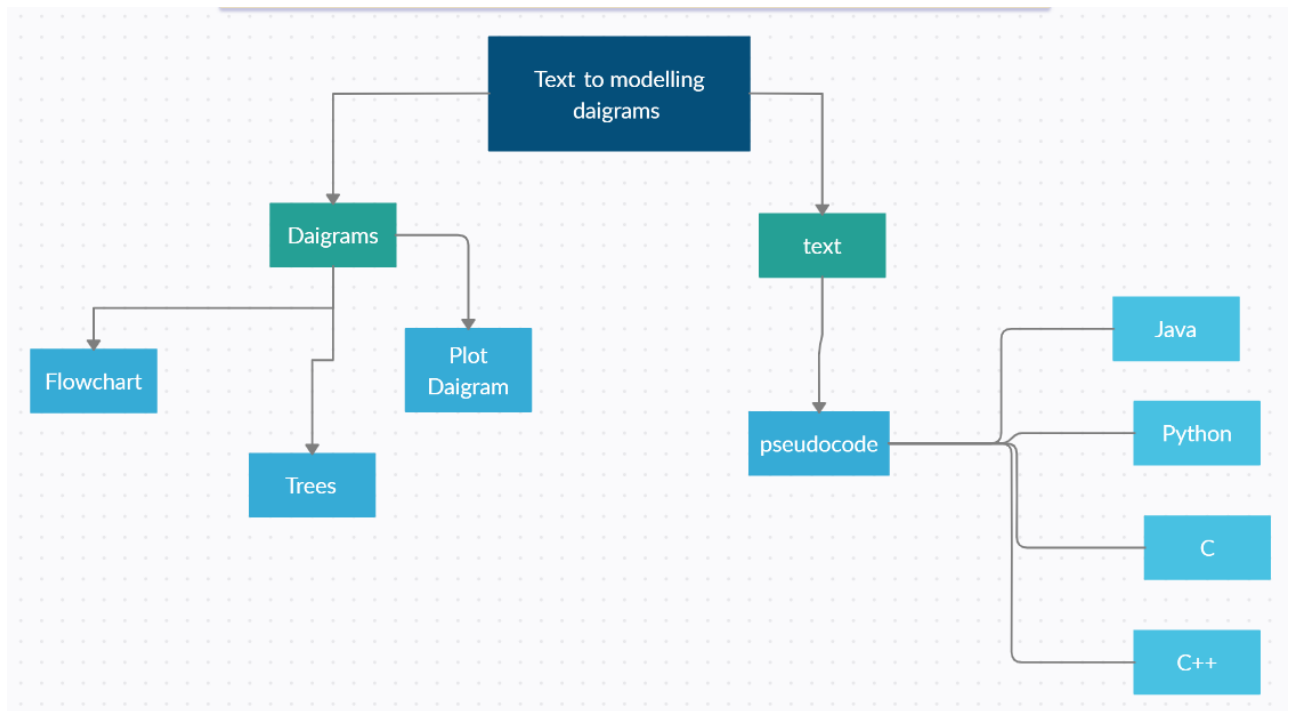 Text to modelling
daigrams
Daigrams
text
Flowchart
Plot
Daigram
Trees
pseudocode
Java
Python
C
C++